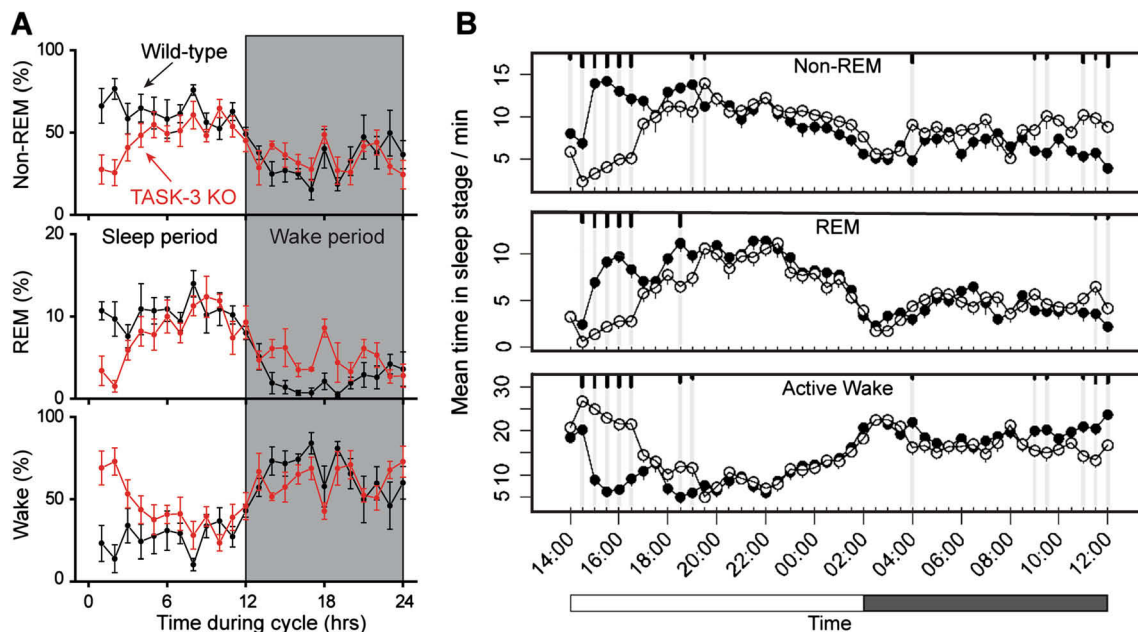 A
Non-REM (%)
100
50
0
Wild-type
TASK-3 KO
REM (%)
20
10
0
Sleep period
Wake period
Wake (%)
100
50
0
0 6 12 18 24
Time during cycle (hrs)
B
Mean time in sleep stage / min
Non-REM
15
10
5
REM
10
5
0
Active Wake
30
20
10
5
14:00 16:00 18:00 20:00 22:00 00:00 02:00 04:00 06:00 08:00 10:00 12:00
Time